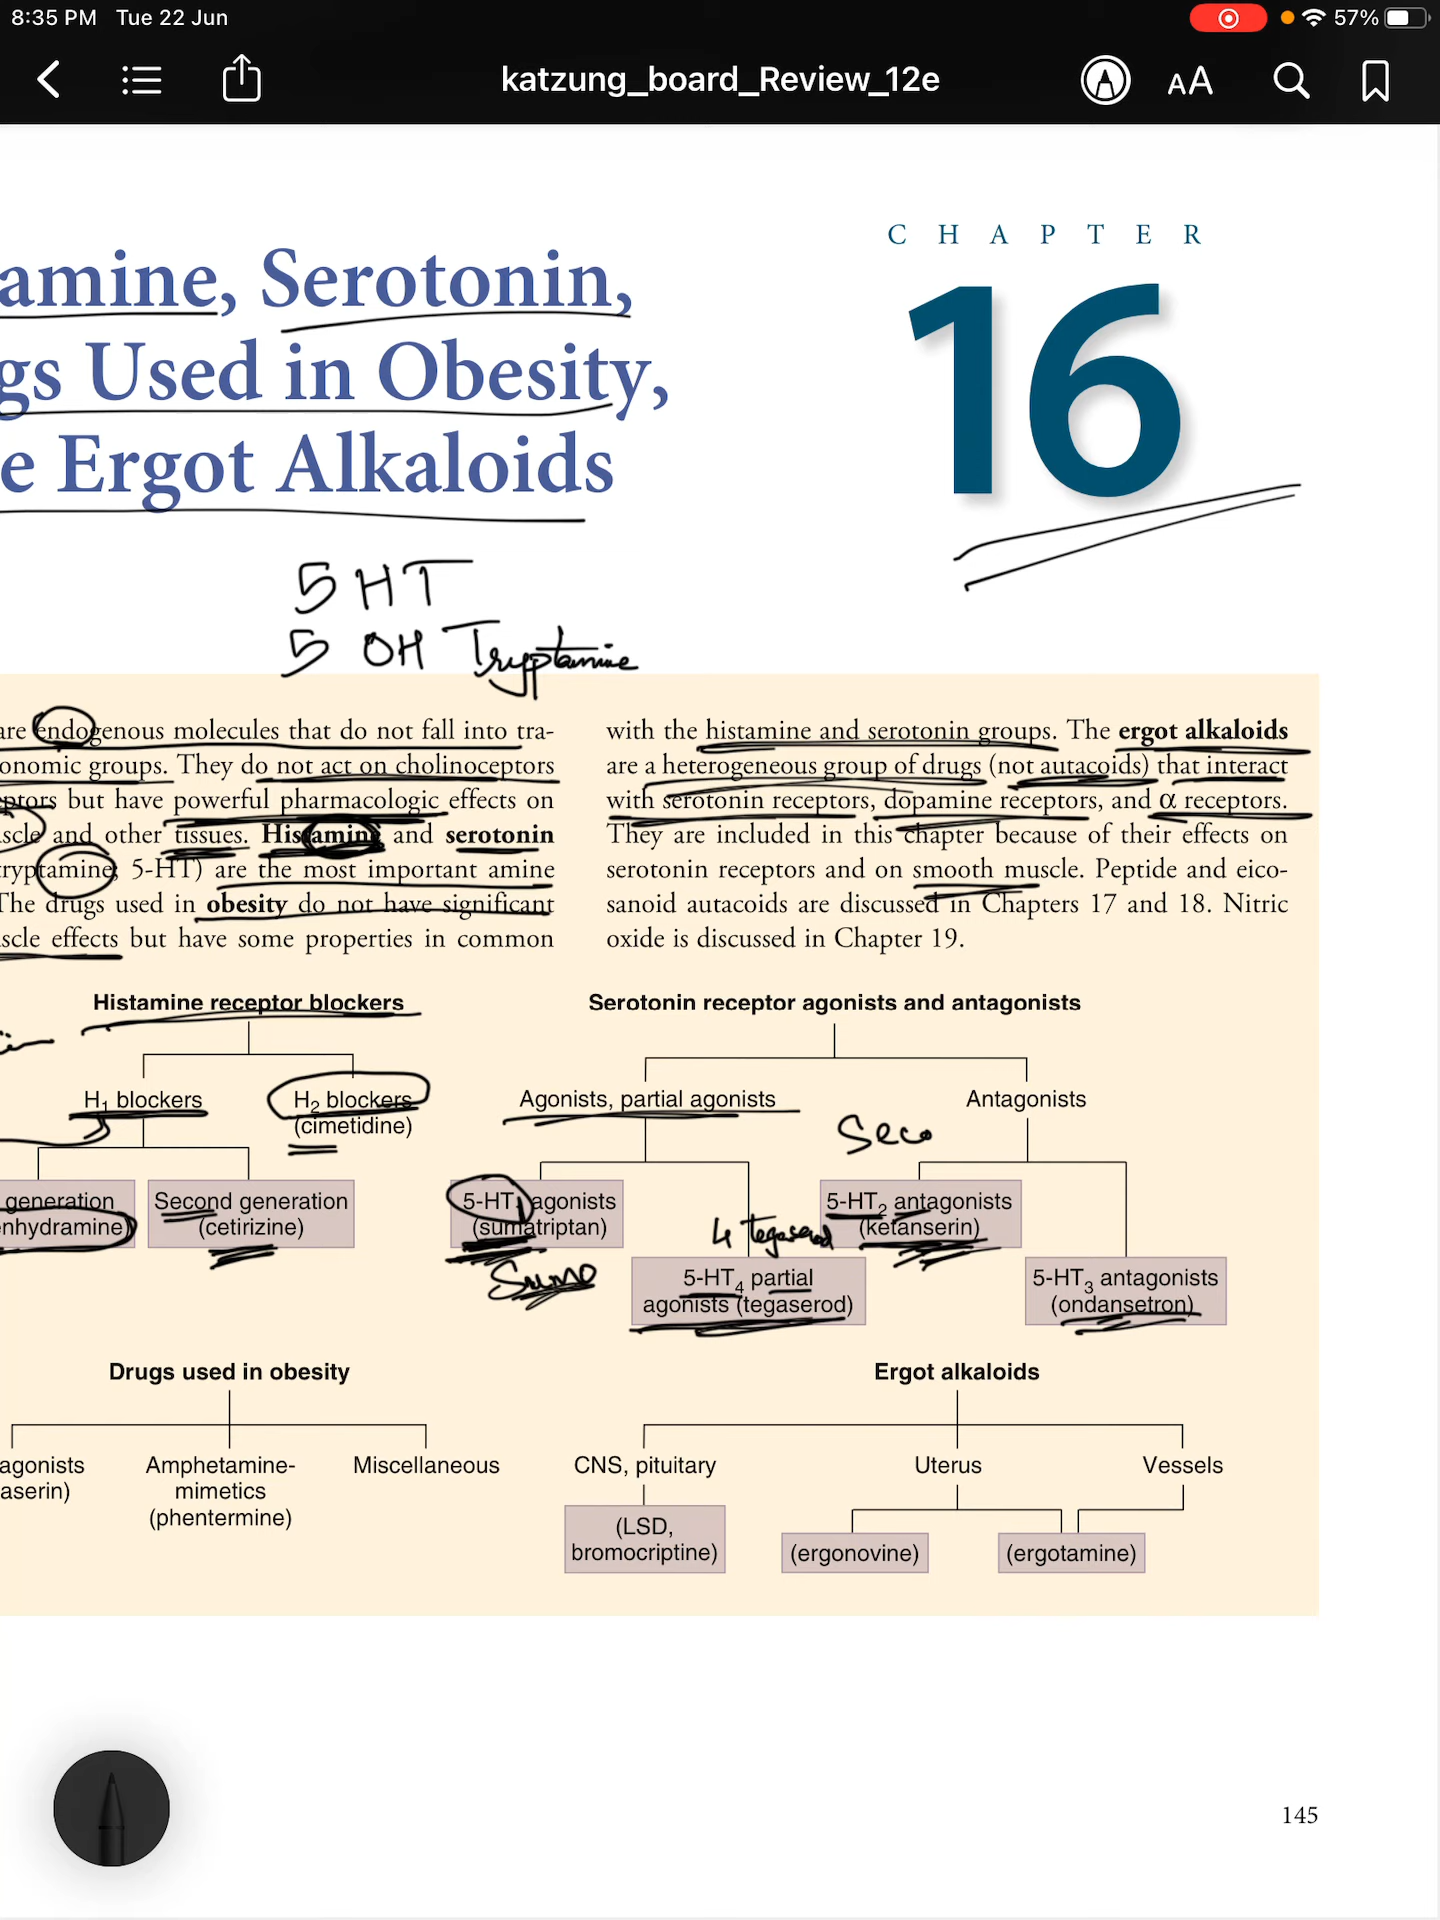 8:35 PM Tue 22 Jun
57%
katzung_board_Review_12e
AA
CHAPTER
16
amine, Serotonin,
gs Used in Obesity,
e Ergot Alkaloids
5 HT
5 OH Tryptamine
are endogenous molecules that do not fall into tra-
onomic groups. They do not act on cholinoceptors
eptors but have powerful pharmacologic effects on
scle and other tissues. Histamine and serotonin
ryptamine; 5-HT) are the most important amine
The drugs used in obesity do not have significant
scle effects but have some properties in common
with the histamine and serotonin groups. The ergot alkaloids
are a heterogeneous group of drugs (not autacoids) that interact
with serotonin receptors, dopamine receptors, and α receptors.
They are included in this chapter because of their effects on
serotonin receptors and on smooth muscle. Peptide and eico-
sanoid autacoids are discussed in Chapters 17 and 18. Nitric
oxide is discussed in Chapter 19.
Histamine receptor blockers
H1 blockers
H2 blockers
(cimetidine)
generation
enhydramine)
Second generation
(cetirizine)
Serotonin receptor agonists and antagonists
Agonists, partial agonists
Antagonists
Seco
5-HT1 agonists
(sumatriptan)
Sumo
4 tegaserod
5-HT4 partial
agonists (tegaserod)
5-HT2 antagonists
(ketanserin)
5-HT3 antagonists
(ondansetron)
Drugs used in obesity
agonists
aserin)
Amphetamine-
mimetics
(phentermine)
Miscellaneous
Ergot alkaloids
CNS, pituitary
(LSD,
bromocriptine)
Uterus
Vessels
(ergonovine)
(ergotamine)
145